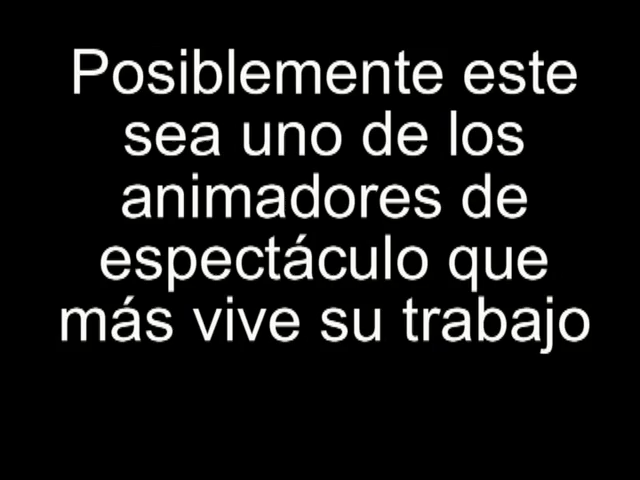 Posiblemente este
sea uno de los
animadores de
espectáculo que
más vive su trabajo